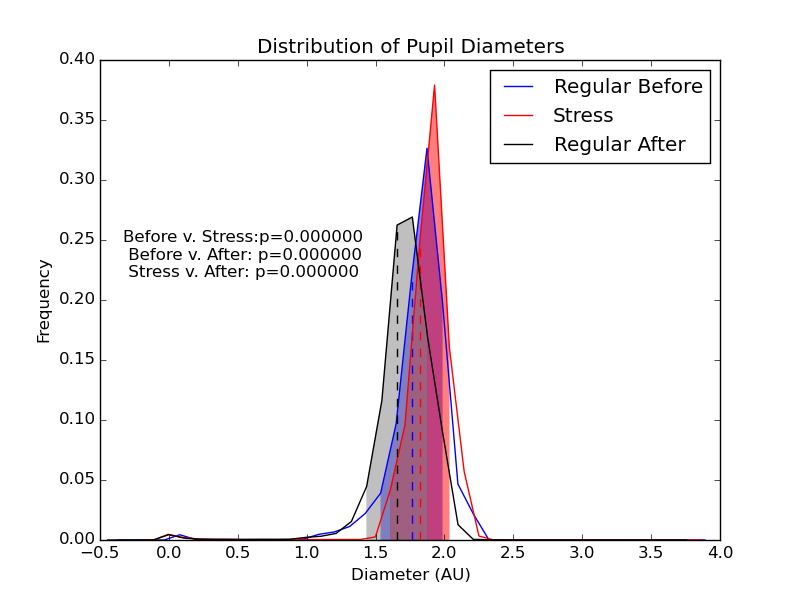 Distribution of Pupil Diameters
0.40
0.35
0.30
0.25
0.20
0.15
0.10
0.05
0.00
Frequency
Regular Before
Stress
Regular After
Before v. Stress:p=0.000000
Before v. After: p=0.000000
Stress v. After: p=0.000000
−0.5 0.0 0.5 1.0 1.5 2.0 2.5 3.0 3.5 4.0
Diameter (AU)